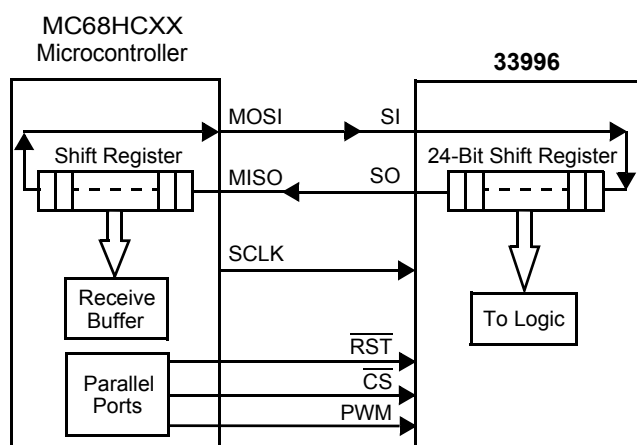 MC68HCXX
Microcontroller
33996
MOSI
SI
Shift Register
24-Bit Shift Register
MISO
SO
SCLK
Receive
Buffer
To Logic
RST
Parallel
Ports
CS
PWM